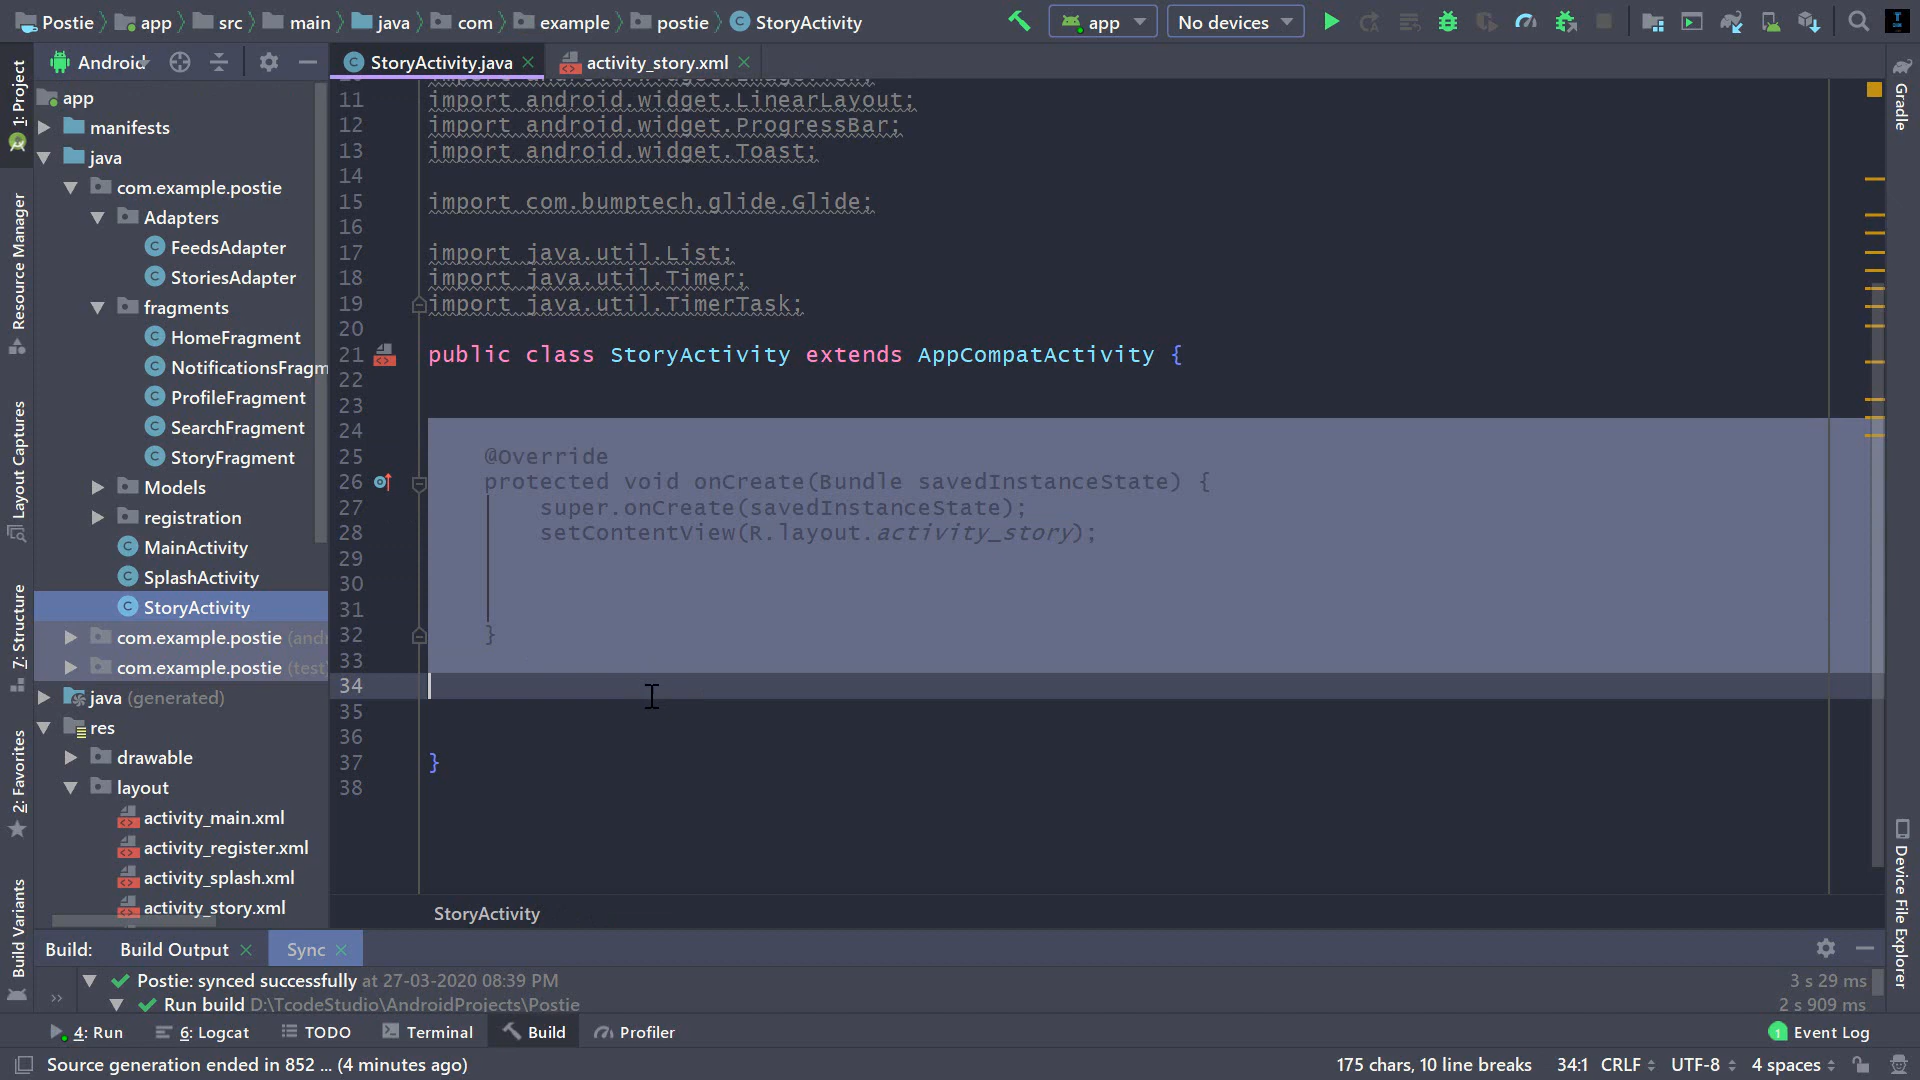 Postie app src main java com example postie StoryActivity app No devices
Android StoryActivity.java activity_story.xml
1: Project
Resource Manager
Layout Captures
7: Structure
2: Favorites
Build Variants
app
manifests
java
com.example.postie
Adapters
FeedsAdapter
StoriesAdapter
fragments
HomeFragment
NotificationsFragm
ProfileFragment
SearchFragment
StoryFragment
Models
registration
MainActivity
SplashActivity
StoryActivity
com.example.postie (and
com.example.postie (test
java (generated)
res
drawable
layout
activity_main.xml
activity_register.xml
activity_splash.xml
activity_story.xml
11 import android.widget.LinearLayout;
12 import android.widget.ProgressBar;
13 import android.widget.Toast;
14
15 import com.bumptech.glide.Glide;
16
17 import java.util.List;
18 import java.util.Timer;
19 import java.util.TimerTask;
20
21 public class StoryActivity extends AppCompatActivity {
22
23
24
25 @Override
26 protected void onCreate(Bundle savedInstanceState) {
27 super.onCreate(savedInstanceState);
28 setContentView(R.layout.activity_story);
29
30
31
32 }
33
34
35
36
37 }
38
StoryActivity
Gradle
Device File Explorer
Build: Build Output Sync
Postie: synced successfully at 27-03-2020 08:39 PM 3 s 29 ms
» Run build D:\TcodeStudio\AndroidProjects\Postie 2 s 909 ms
4: Run 6: Logcat TODO Terminal Build Profiler 1 Event Log
Source generation ended in 852 ... (4 minutes ago) 175 chars, 10 line breaks 34:1 CRLF UTF-8 4 spaces